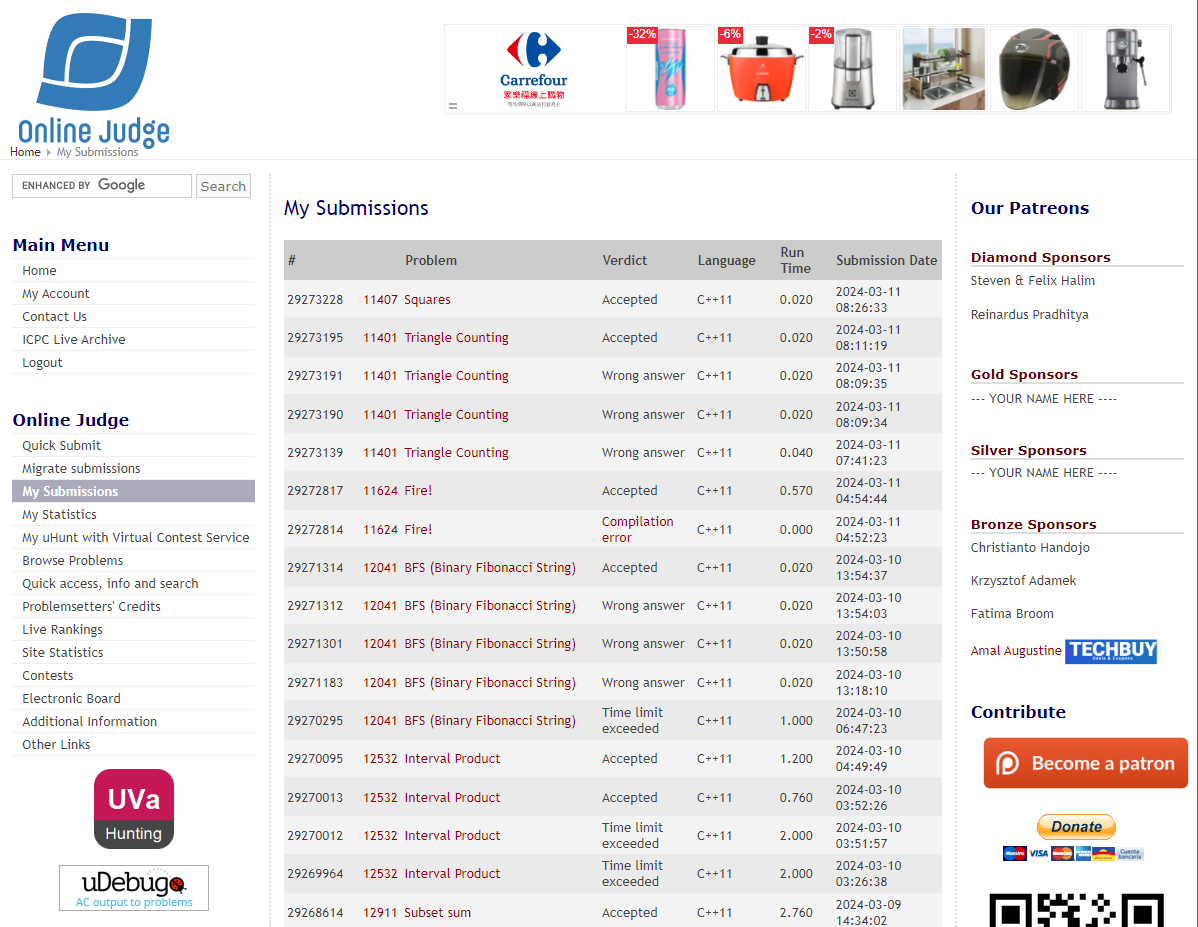 -32%
-6%
-2%
Carrefour
家樂福線上購物
Online Judge
Home My Submissions
ENHANCED BY Google Search
Main Menu
Home
My Account
Contact Us
ICPC Live Archive
Logout
Online Judge
Quick Submit
Migrate submissions
My Submissions
My Statistics
My uHunt with Virtual Contest Service
Browse Problems
Quick access, info and search
Problemsetters' Credits
Live Rankings
Site Statistics
Contests
Electronic Board
Additional Information
Other Links
UVa
Hunting
uDebug
AC output to problems
My Submissions
# Problem Verdict Language Run Time Submission Date
29273228 11407 Squares Accepted C++11 0.020 2024-03-11 08:26:33
29273195 11401 Triangle Counting Accepted C++11 0.020 2024-03-11 08:11:19
29273191 11401 Triangle Counting Wrong answer C++11 0.020 2024-03-11 08:09:35
29273190 11401 Triangle Counting Wrong answer C++11 0.020 2024-03-11 08:09:34
29273139 11401 Triangle Counting Wrong answer C++11 0.040 2024-03-11 07:41:23
29272817 11624 Fire! Accepted C++11 0.570 2024-03-11 04:54:44
29272814 11624 Fire! Compilation error C++11 0.000 2024-03-11 04:52:23
29271314 12041 BFS (Binary Fibonacci String) Accepted C++11 0.020 2024-03-10 13:54:37
29271312 12041 BFS (Binary Fibonacci String) Wrong answer C++11 0.020 2024-03-10 13:54:03
29271301 12041 BFS (Binary Fibonacci String) Wrong answer C++11 0.020 2024-03-10 13:50:58
29271183 12041 BFS (Binary Fibonacci String) Wrong answer C++11 0.020 2024-03-10 13:18:10
29270295 12041 BFS (Binary Fibonacci String) Time limit exceeded C++11 1.000 2024-03-10 06:47:23
29270095 12532 Interval Product Accepted C++11 1.200 2024-03-10 04:49:49
29270013 12532 Interval Product Accepted C++11 0.760 2024-03-10 03:52:26
29270012 12532 Interval Product Time limit exceeded C++11 2.000 2024-03-10 03:51:57
29269964 12532 Interval Product Time limit exceeded C++11 2.000 2024-03-10 03:26:38
29268614 12911 Subset sum Accepted C++11 2.760 2024-03-09 14:34:02
Our Patreons
Diamond Sponsors
Steven & Felix Halim
Reinardus Pradhitya
Gold Sponsors
--- YOUR NAME HERE ----
Silver Sponsors
--- YOUR NAME HERE ----
Bronze Sponsors
Christianto Handojo
Krzysztof Adamek
Fatima Broom
Amal Augustine TECHBUY
Deals & Coupons
Contribute
Become a patron
Donate
Maestro VISA
Cuenta
bancaria